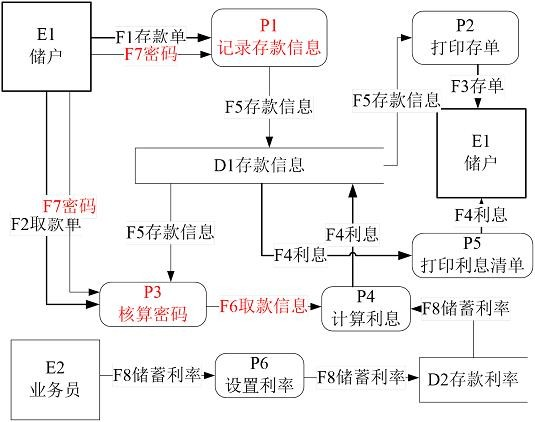 E1
储户
F1存款单
F7密码
P1
记录存款信息
P2
打印存单
F5存款信息
F5存款信息
F3存单
E1
储户
D1存款信息
F7密码
F2取款单
F5存款信息
F4利息
F4利息
F4利息
P5
打印利息清单
P3
核算密码
F6取款信息
P4
计算利息
F8储蓄利率
E2
业务员
F8储蓄利率
P6
设置利率
F8储蓄利率
D2存款利率